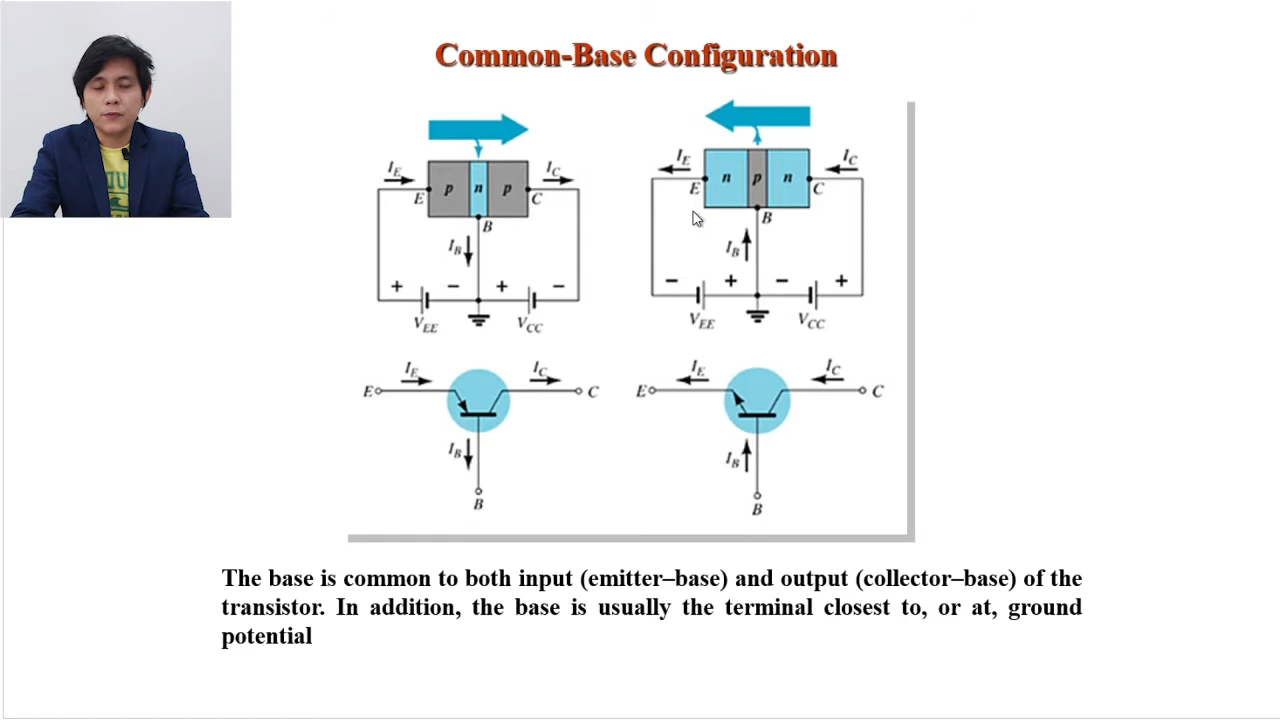 Common-Base Configuration
I_E I_C
p n p
E C
B
I_B
+ − + −
V_EE V_CC
I_E I_C
n p n
E C
B
I_B
− + − +
V_EE V_CC
I_E I_C
E C
I_B
B
I_E I_C
E C
I_B
B
The base is common to both input (emitter–base) and output (collector–base) of the
transistor. In addition, the base is usually the terminal closest to, or at, ground
potential